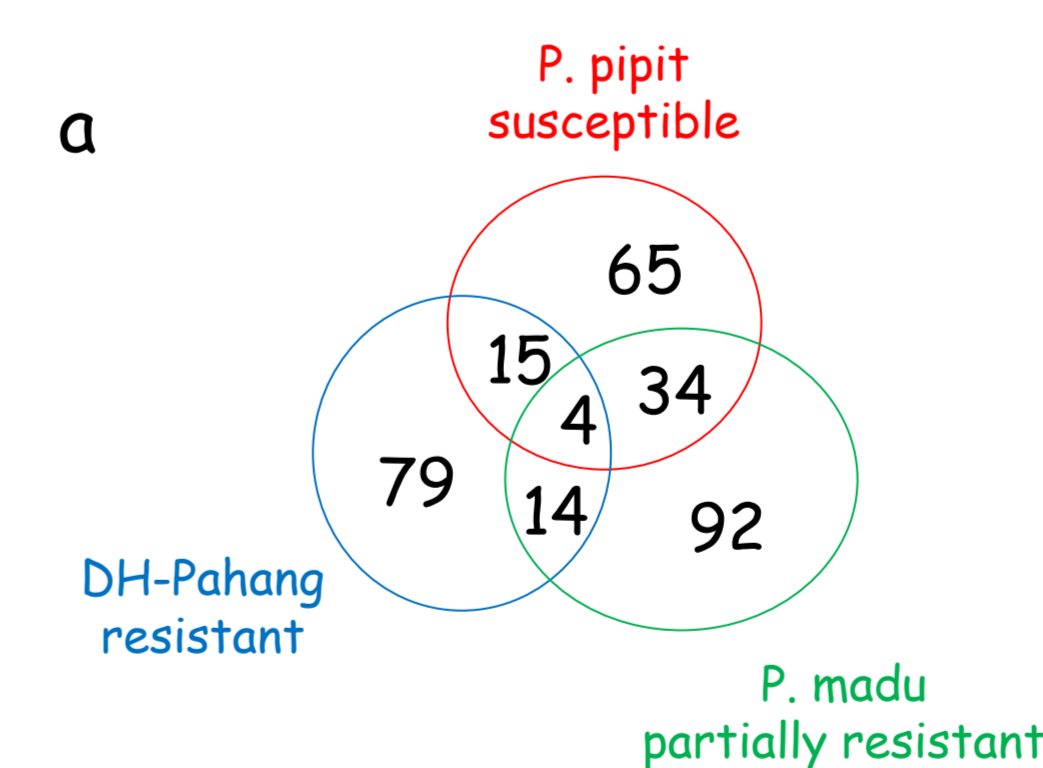 a
P. pipit
susceptible
65
15
34
4
79
14
92
DH-Pahang
resistant
P. madu
partially resistant